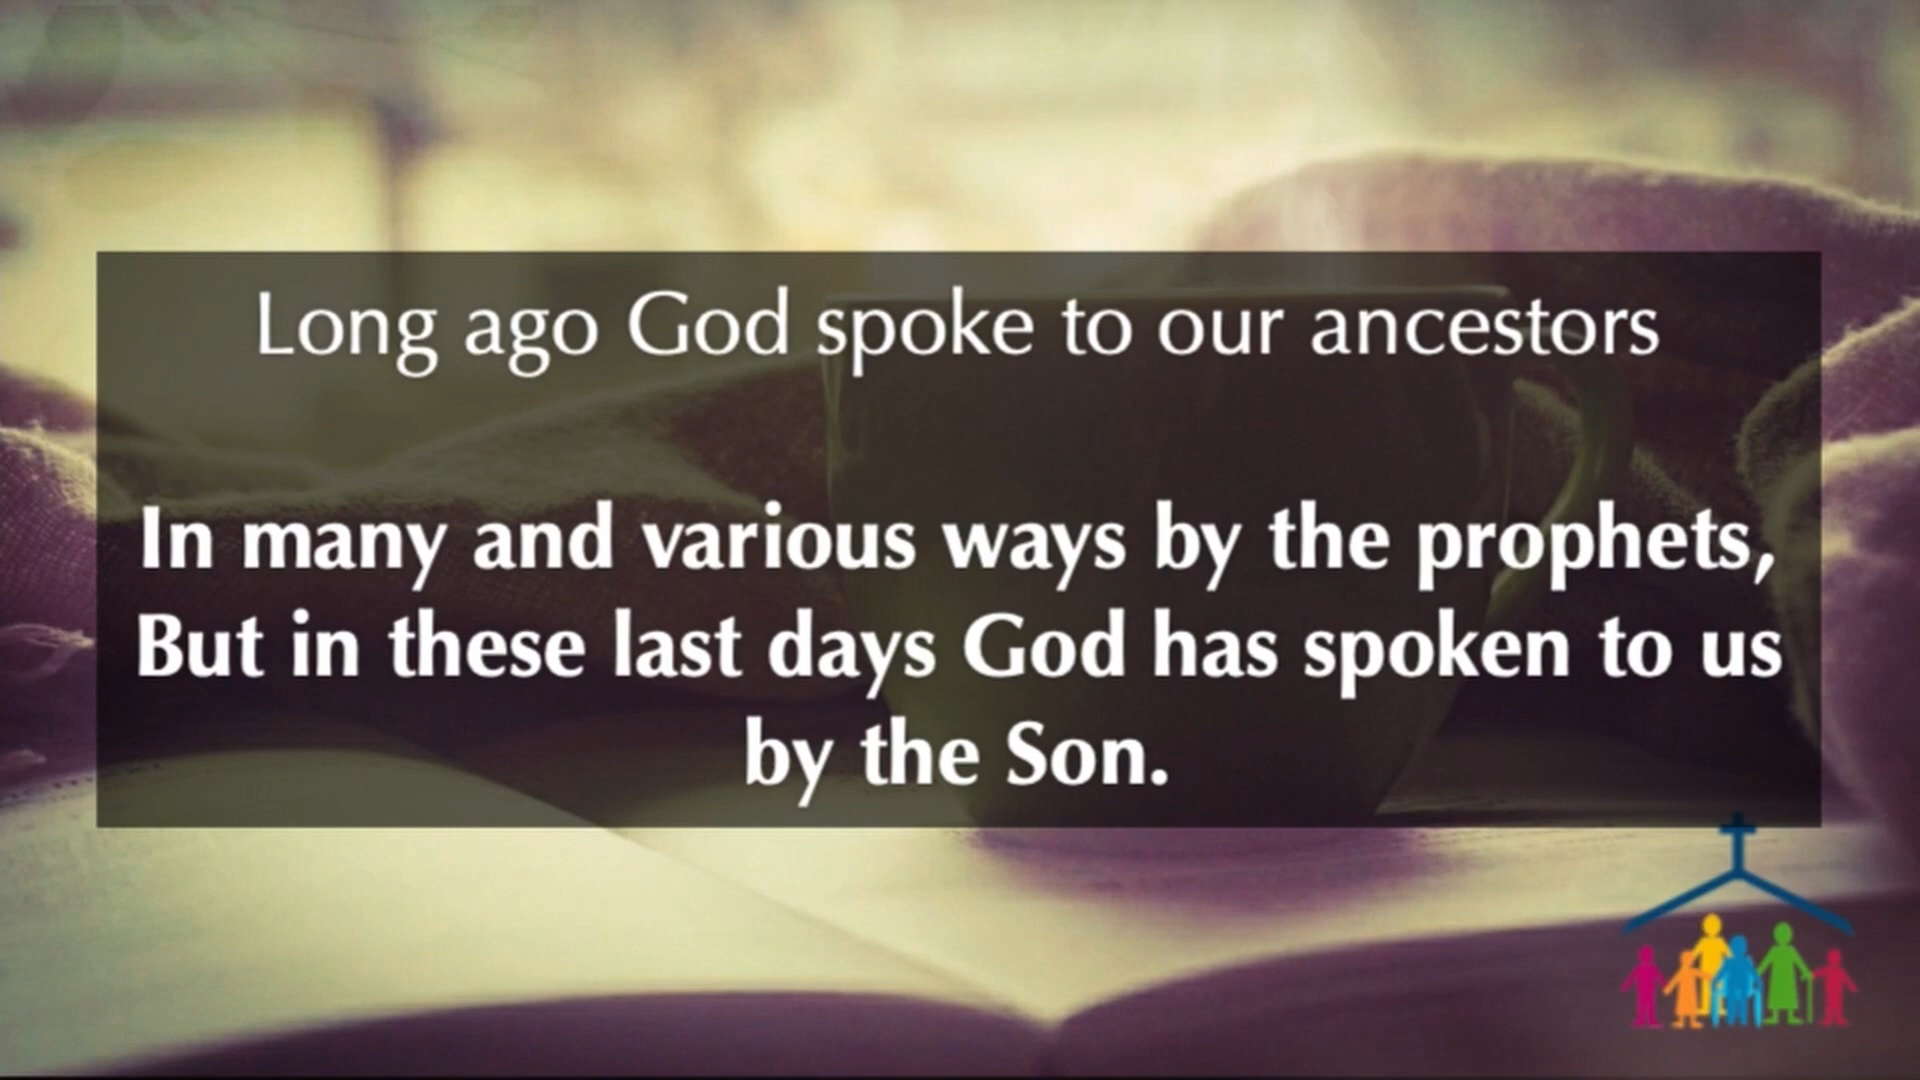 Long ago God spoke to our ancestors
In many and various ways by the prophets,
But in these last days God has spoken to us
by the Son.